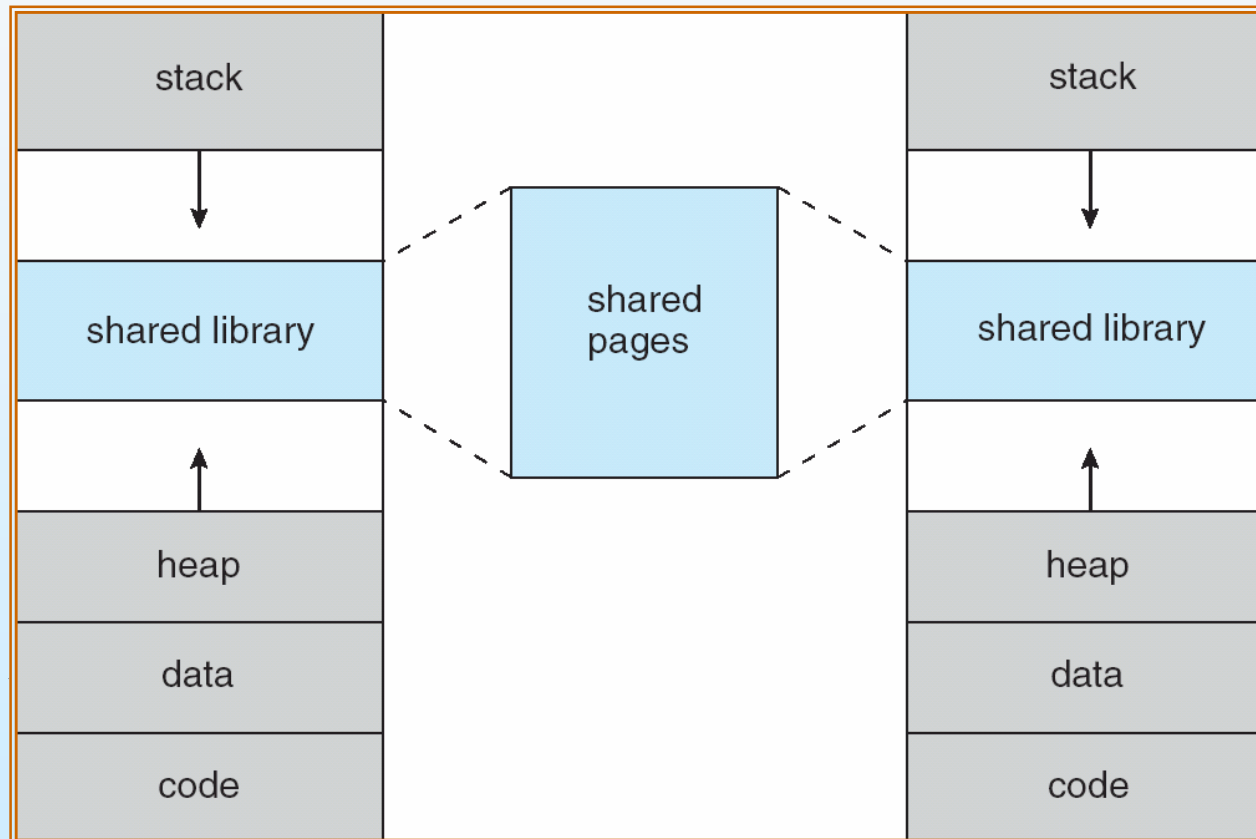 stack
shared library
heap
data
code
shared
pages
stack
shared library
heap
data
code